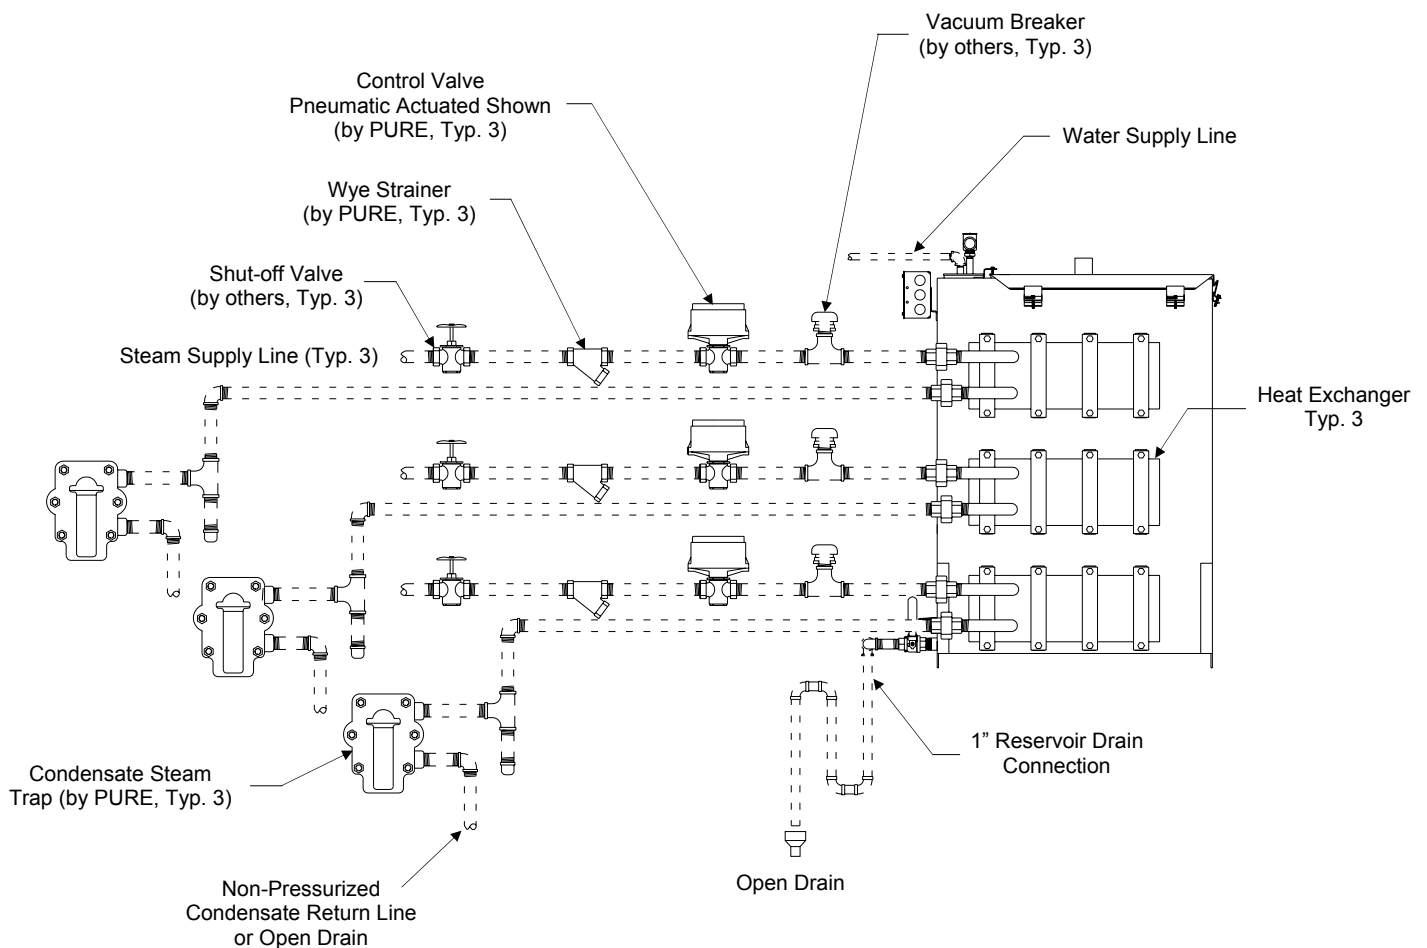 Vacuum Breaker
(by others, Typ. 3)
Control Valve
Pneumatic Actuated Shown
(by PURE, Typ. 3)
Water Supply Line
Wye Strainer
(by PURE, Typ. 3)
Shut-off Valve
(by others, Typ. 3)
Steam Supply Line (Typ. 3)
Heat Exchanger
Typ. 3
1” Reservoir Drain
Connection
Condensate Steam
Trap (by PURE, Typ. 3)
Open Drain
Non-Pressurized
Condensate Return Line
or Open Drain